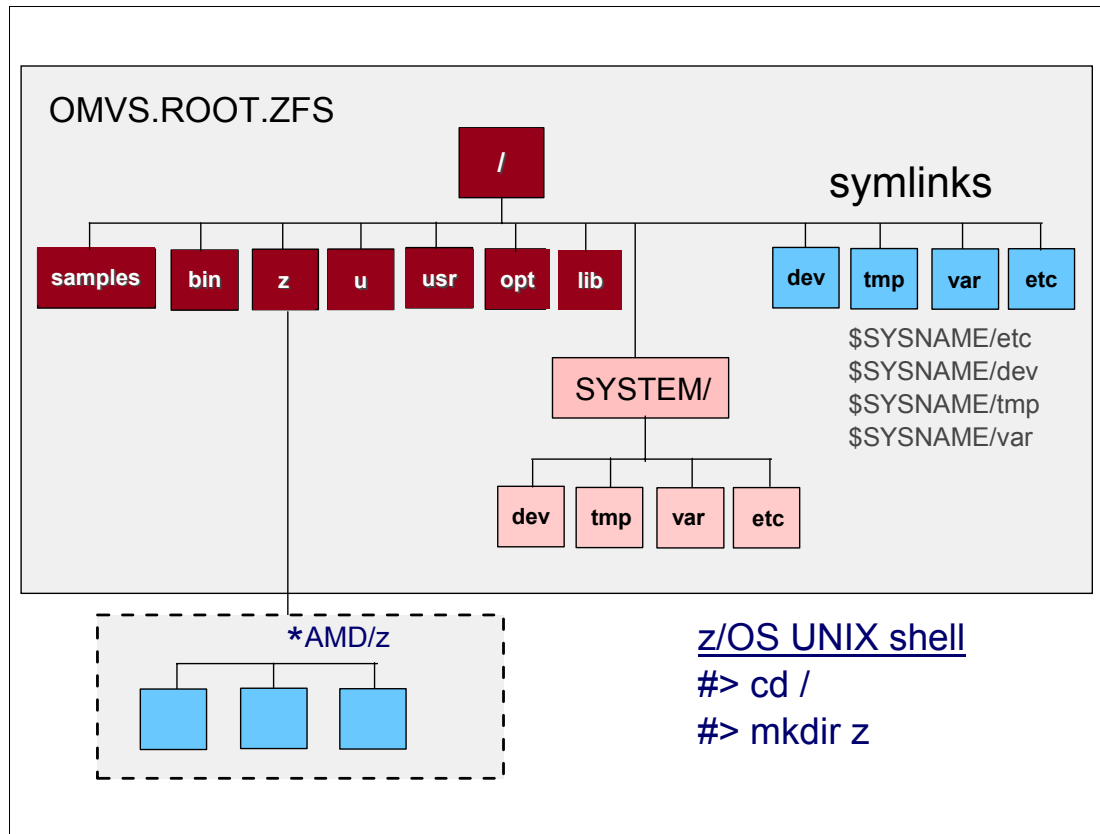 OMVS.ROOT.ZFS
/
symlinks
samples bin z u usr opt lib dev tmp var etc
$SYSNAME/etc
$SYSNAME/dev
$SYSNAME/tmp
$SYSNAME/var
SYSTEM/
dev tmp var etc
*AMD/z
z/OS UNIX shell
#> cd /
#> mkdir z